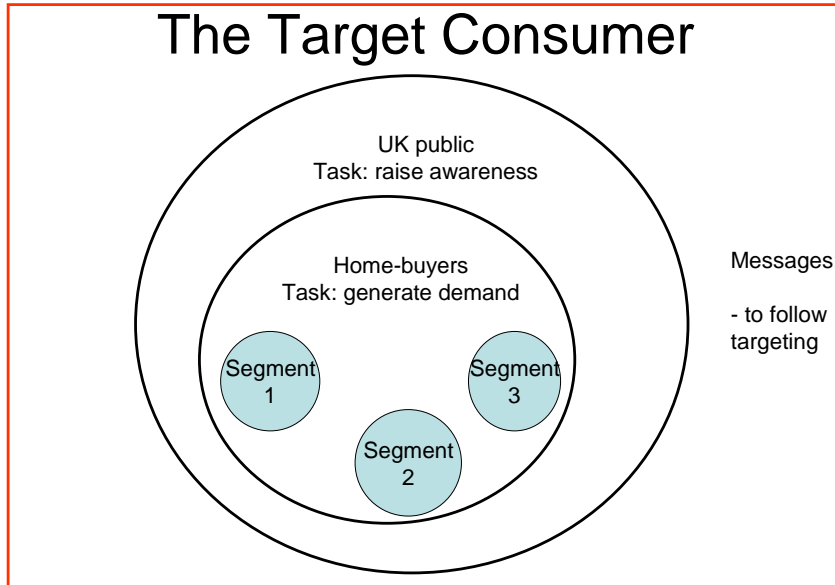 The Target Consumer
UK public
Task: raise awareness
Home-buyers
Task: generate demand
Segment
1
Segment
2
Segment
3
Messages
- to follow
targeting